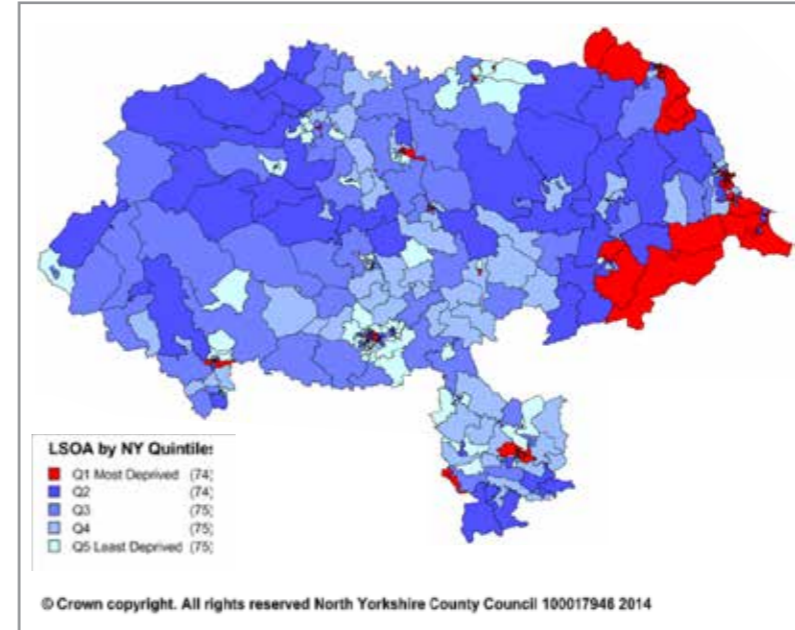 LSOA by NY Quintile:
Q1 Most Deprived (74)
Q2 (74)
Q3 (75)
Q4 (75)
Q5 Least Deprived (75)
© Crown copyright. All rights reserved North Yorkshire County Council 100017946 2014